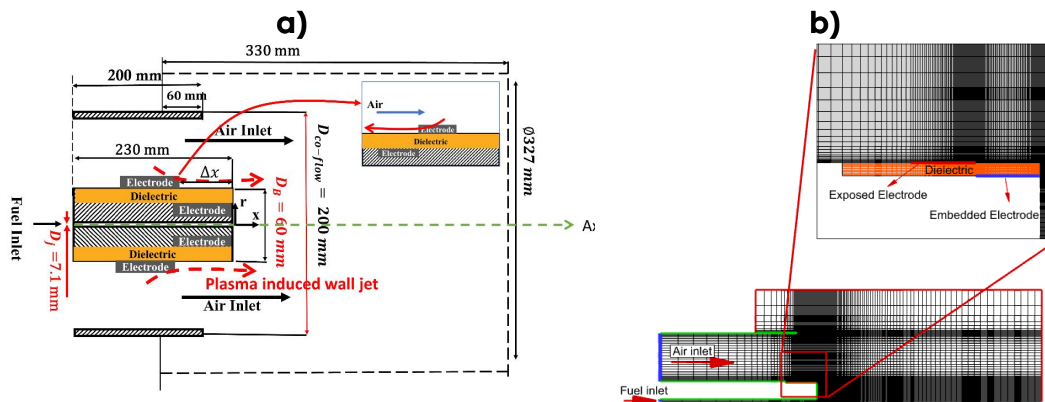 a)
330 mm
200 mm
60 mm
Air Inlet
Air
Electrode
Dielectric
Electrode
230 mm
Δx
Electrode
Dielectric
Electrode
r
x
Fuel Inlet
D_j =7.1 mm
D_B = 60 mm
D_co-flow = 200 mm
Ø327 mm
Ax
Electrode
Dielectric
Electrode
Plasma induced wall jet
Air Inlet
b)
Dielectric
Exposed Electrode
Embedded Electrode
Air inlet
Fuel inlet